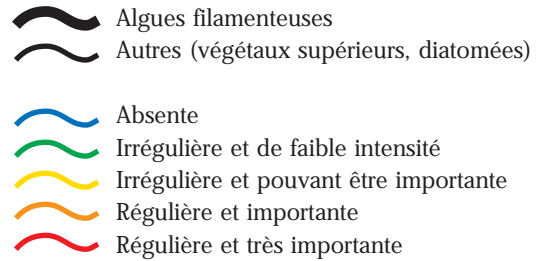 Algues filamenteuses
Autres (végétaux supérieurs, diatomées)
Absente
Irrégulière et de faible intensité
Irrégulière et pouvant être importante
Régulière et importante
Régulière et très importante